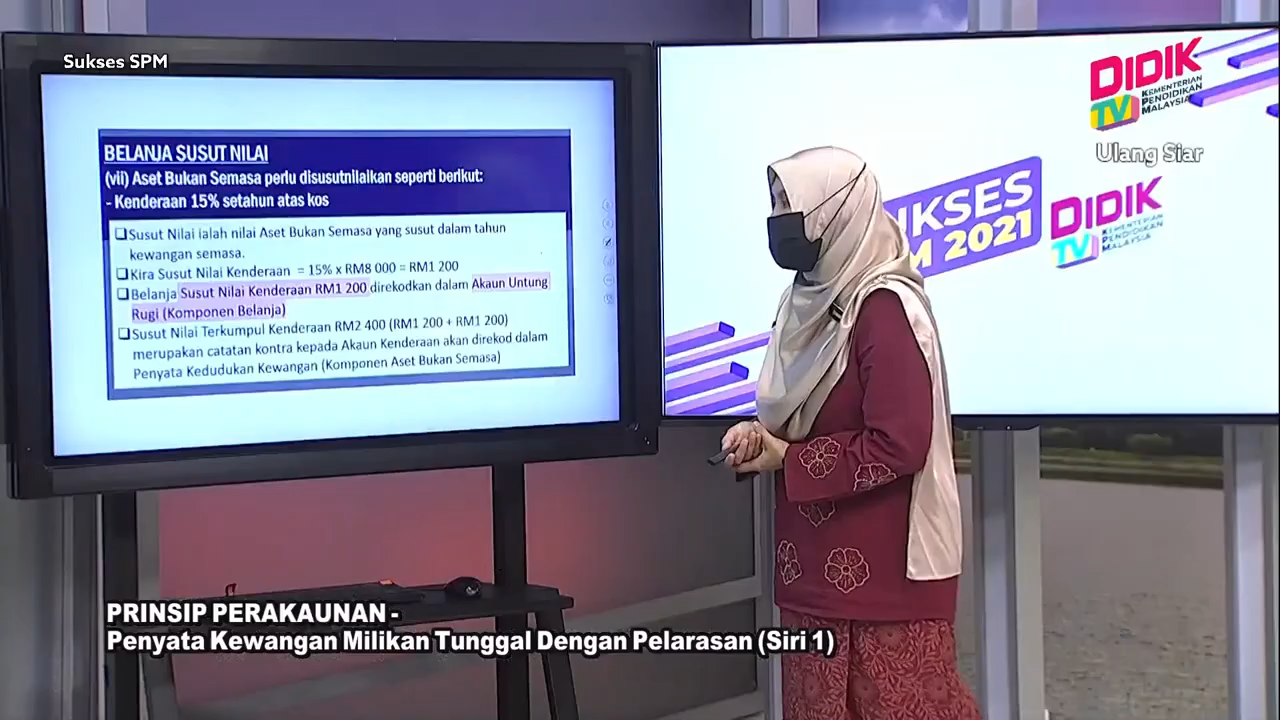 Sukses SPM
BELANJA SUSUT NILAI
(vii) Aset Bukan Semasa perlu disusutnilaikan seperti berikut:
- Kenderaan 15% setahun atas kos
❑Susut Nilai ialah nilai Aset Bukan Semasa yang susut dalam tahun
kewangan semasa.
❑Kira Susut Nilai Kenderaan = 15% x RM8 000 = RM1 200
❑Belanja Susut Nilai Kenderaan RM1 200 direkodkan dalam Akaun Untung
Rugi (Komponen Belanja)
❑Susut Nilai Terkumpul Kenderaan RM2 400 (RM1 200 + RM1 200)
merupakan catatan kontra kepada Akaun Kenderaan akan direkod dalam
Penyata Kedudukan Kewangan (Komponen Aset Bukan Semasa)
DIDIK
TV
KEMENTERIAN
PENDIDIKAN
MALAYSIA
Ulang Siar
UKSES
M 2021
DIDIK
TV
KEMENTERIAN
PENDIDIKAN
MALAYSIA
PRINSIP PERAKAUNAN -
Penyata Kewangan Milikan Tunggal Dengan Pelarasan (Siri 1)